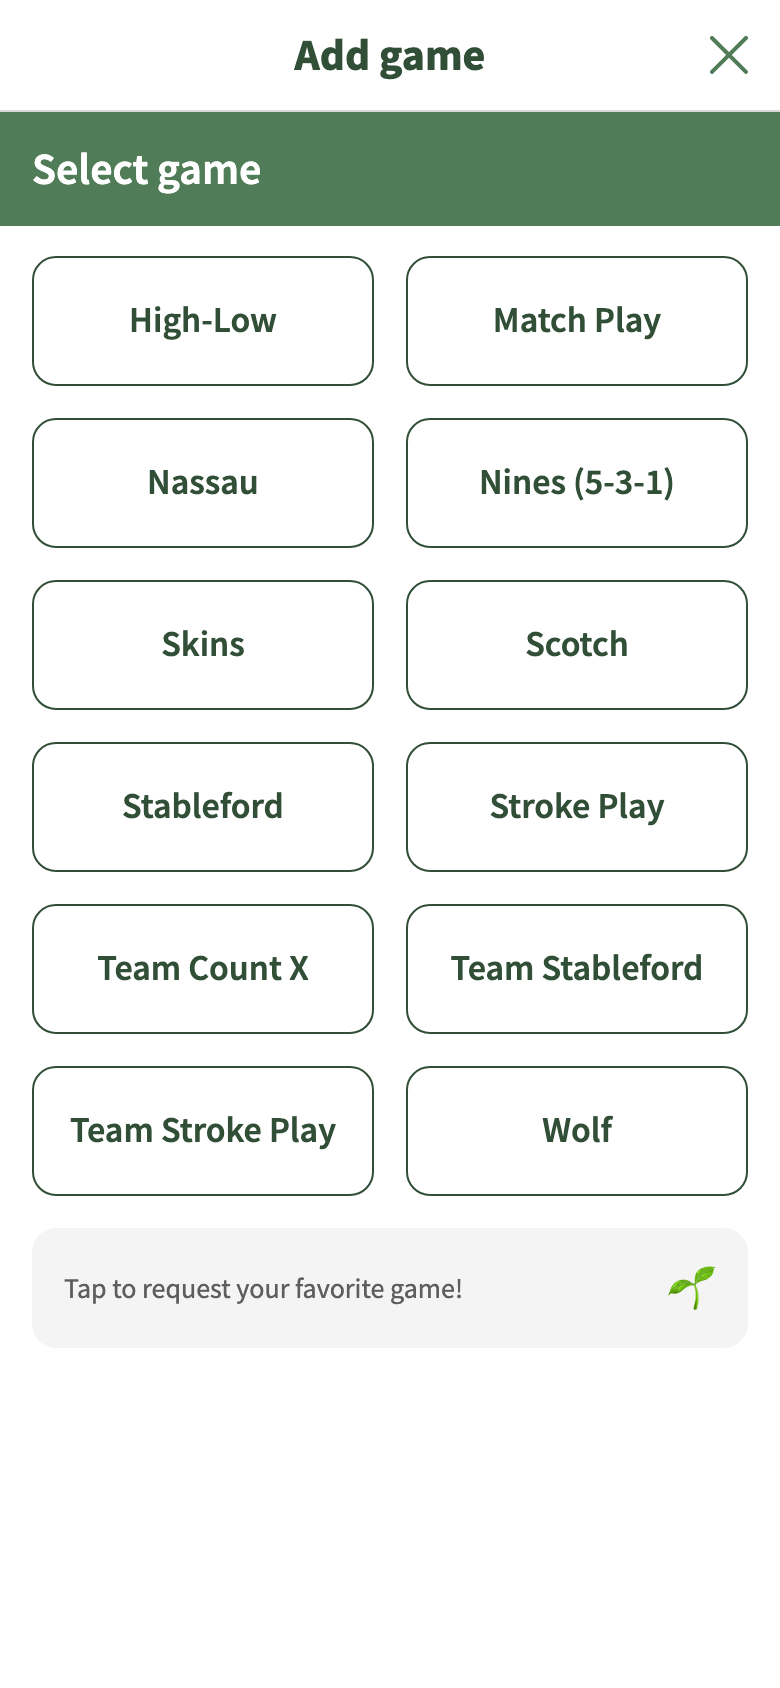 Add game
Select game
High-Low
Match Play
Nassau
Nines (5-3-1)
Skins
Scotch
Stableford
Stroke Play
Team Count X
Team Stableford
Team Stroke Play
Wolf
Tap to request your favorite game!